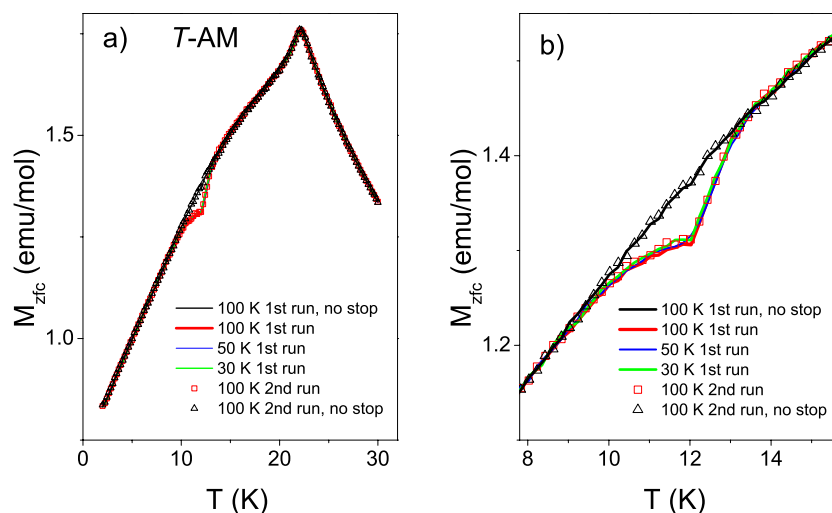 a) T-AM
M_zfc (emu/mol)
1.5
1.0
0
10
20
30
T (K)
100 K 1st run, no stop
100 K 1st run
50 K 1st run
30 K 1st run
100 K 2nd run
100 K 2nd run, no stop
b)
M_zfc (emu/mol)
1.4
1.2
8
10
12
14
T (K)
100 K 1st run, no stop
100 K 1st run
50 K 1st run
30 K 1st run
100 K 2nd run
100 K 2nd run, no stop